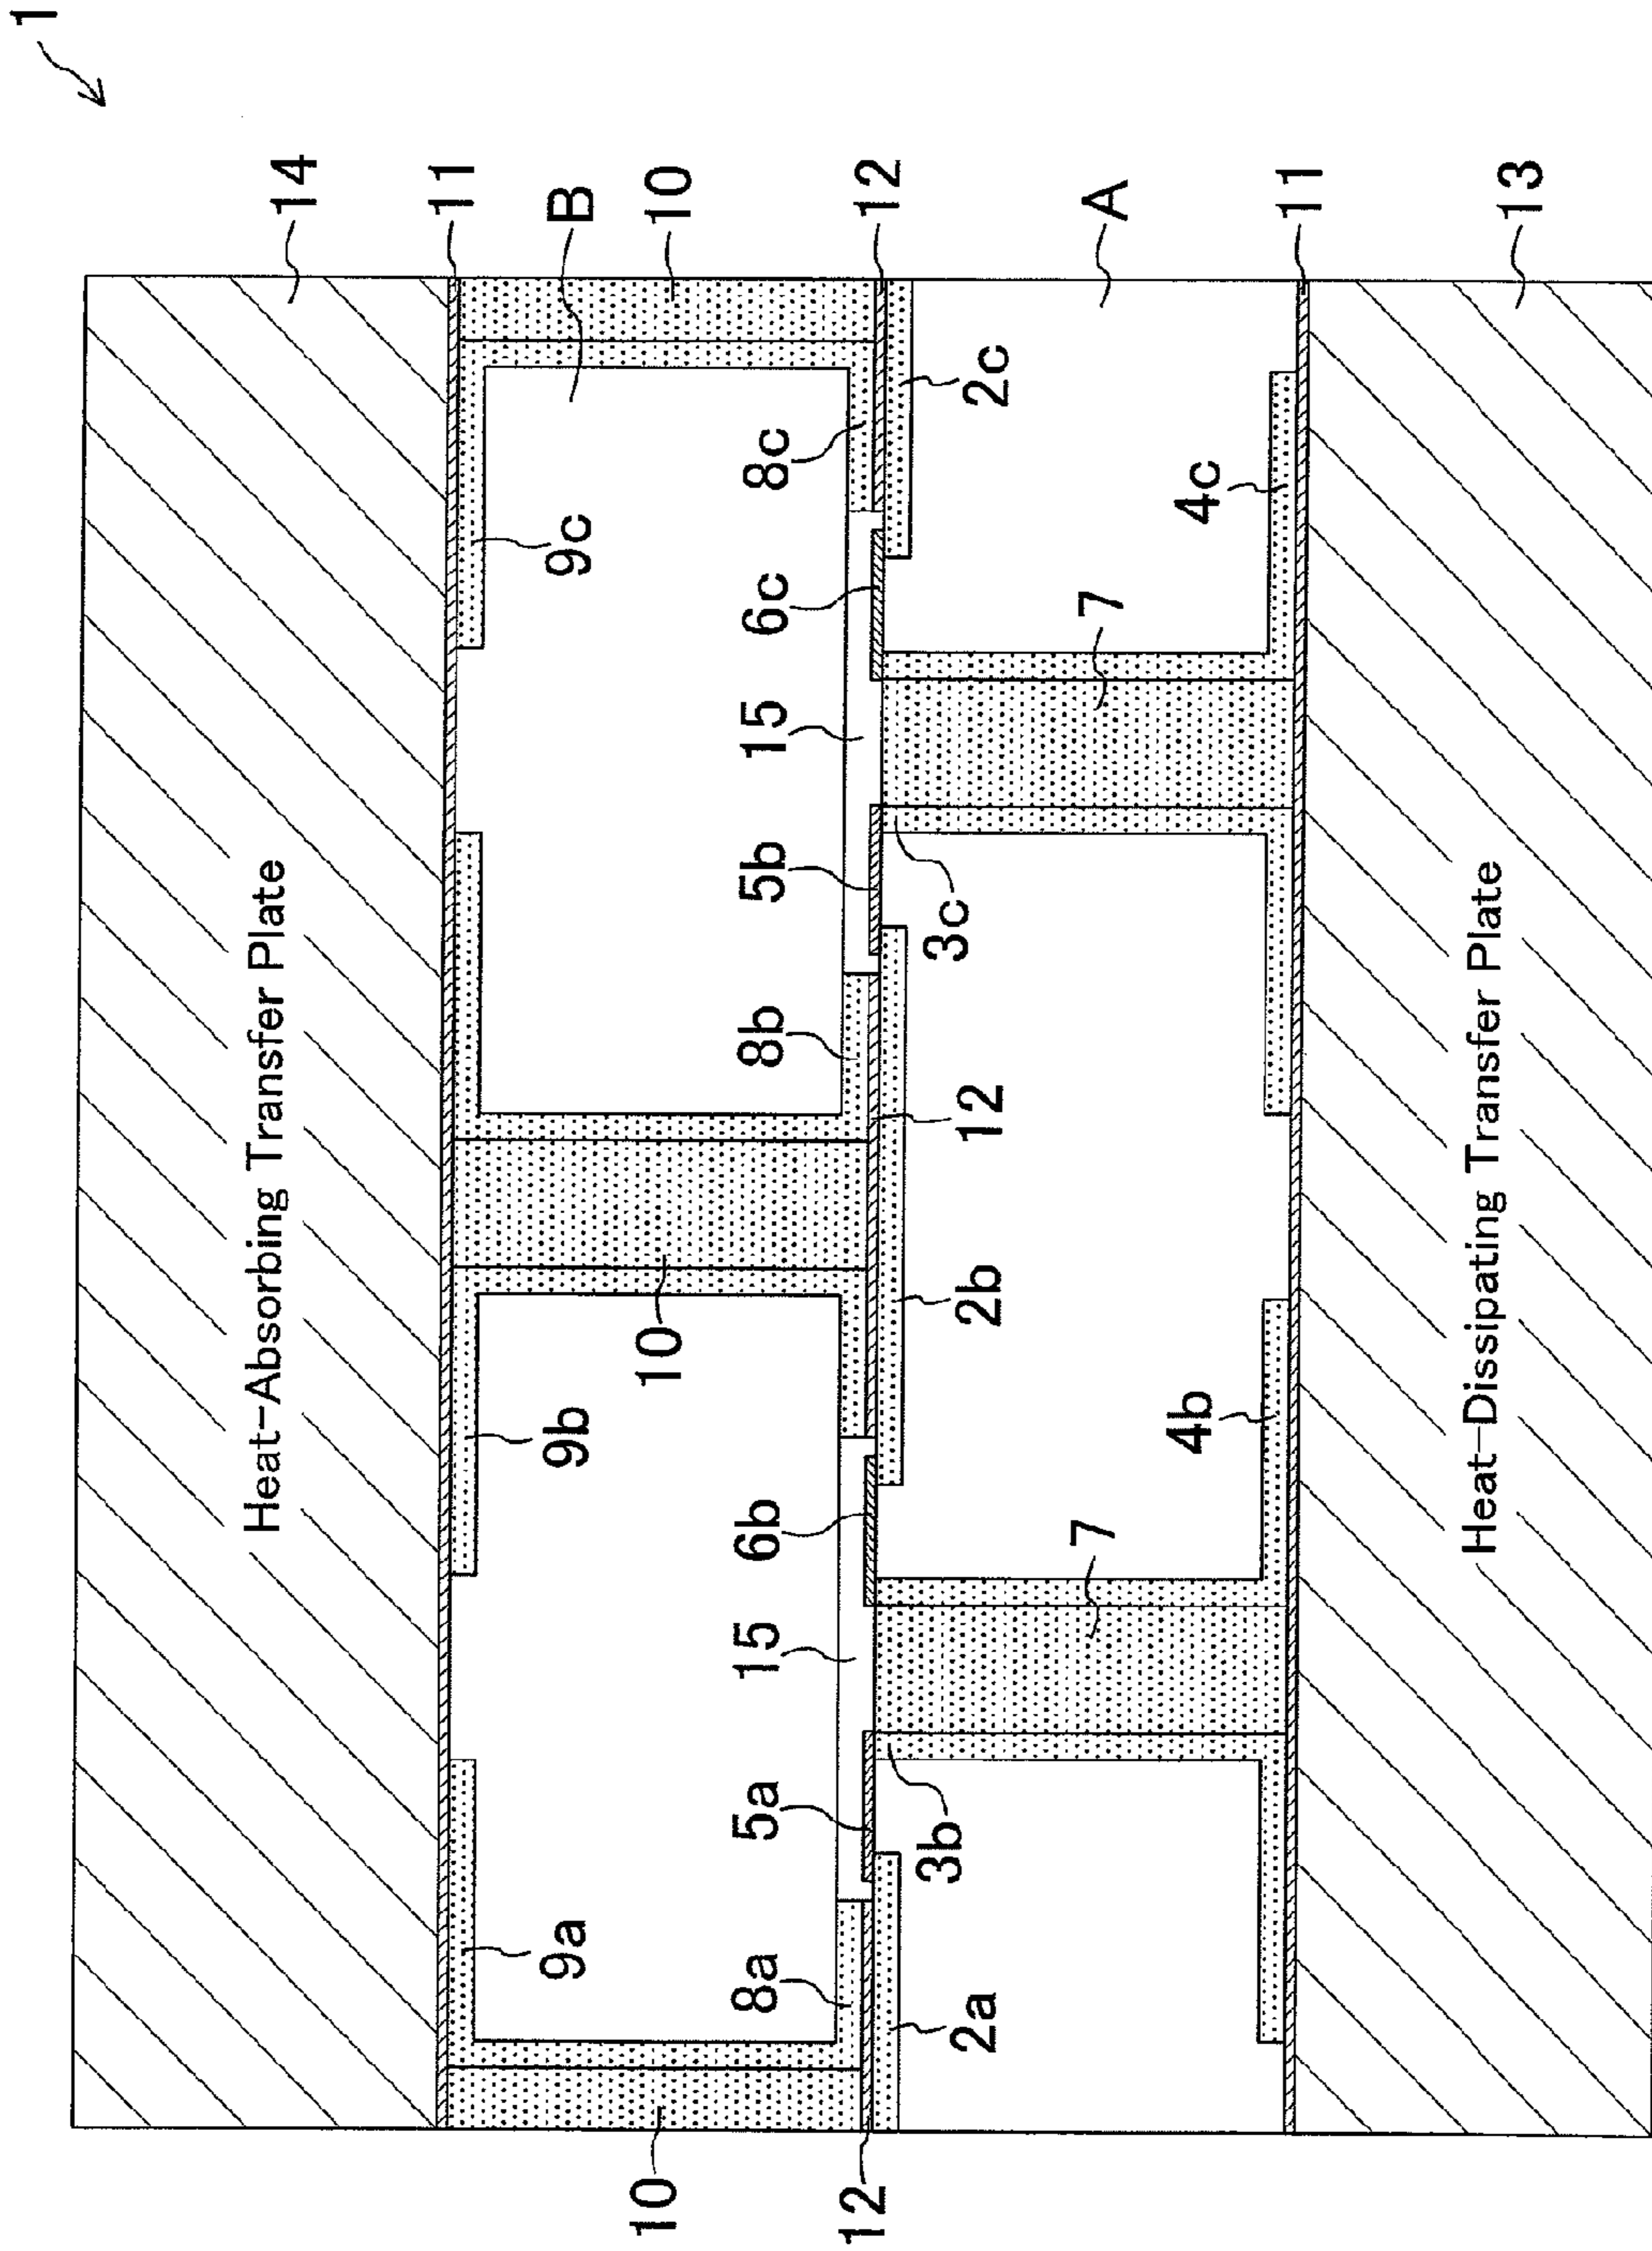 1
Heat-Absorbing Transfer Plate
14
11
9a
9b
9c
B
10
10
10
8a
5a
15
6b
8b
5b
15
6c
8c
12
12
3b
3c
2a
2b
12
2c
7
7
A
4b
4c
11
Heat-Dissipating Transfer Plate
13